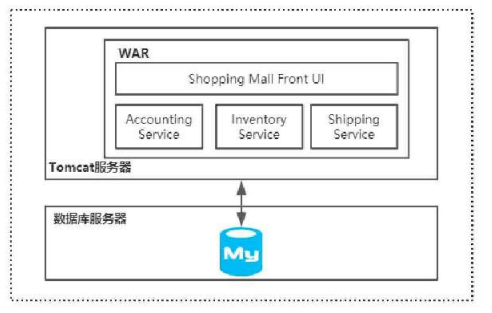 WAR
Shopping Mall Front UI
Accounting
Service
Inventory
Service
Shipping
Service
Tomcat服务器
数据库服务器
My